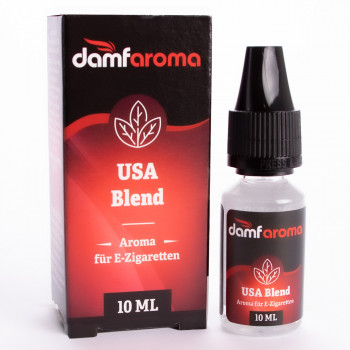 damfaroma
USA
Blend
Aroma
für E-Zigaretten
10 ML
damfaroma
USA Blend
Aroma für E-Zigaretten
10 ML